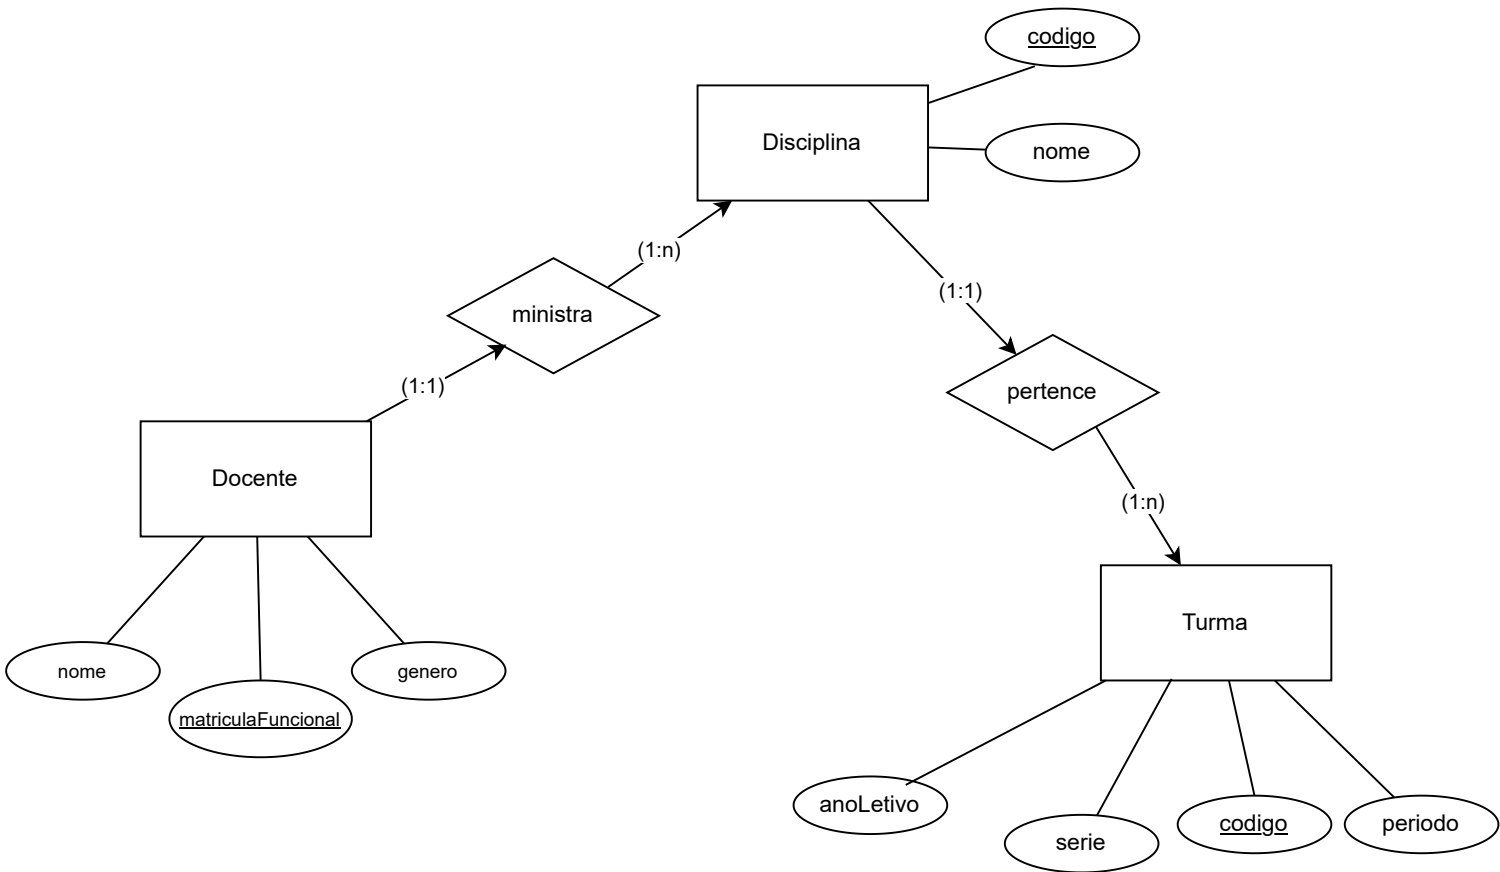 codigo
Disciplina
nome
(1:n)
(1:1)
ministra
(1:1)
pertence
Docente
(1:n)
Turma
nome
genero
matriculaFuncional
anoLetivo
serie
codigo
periodo